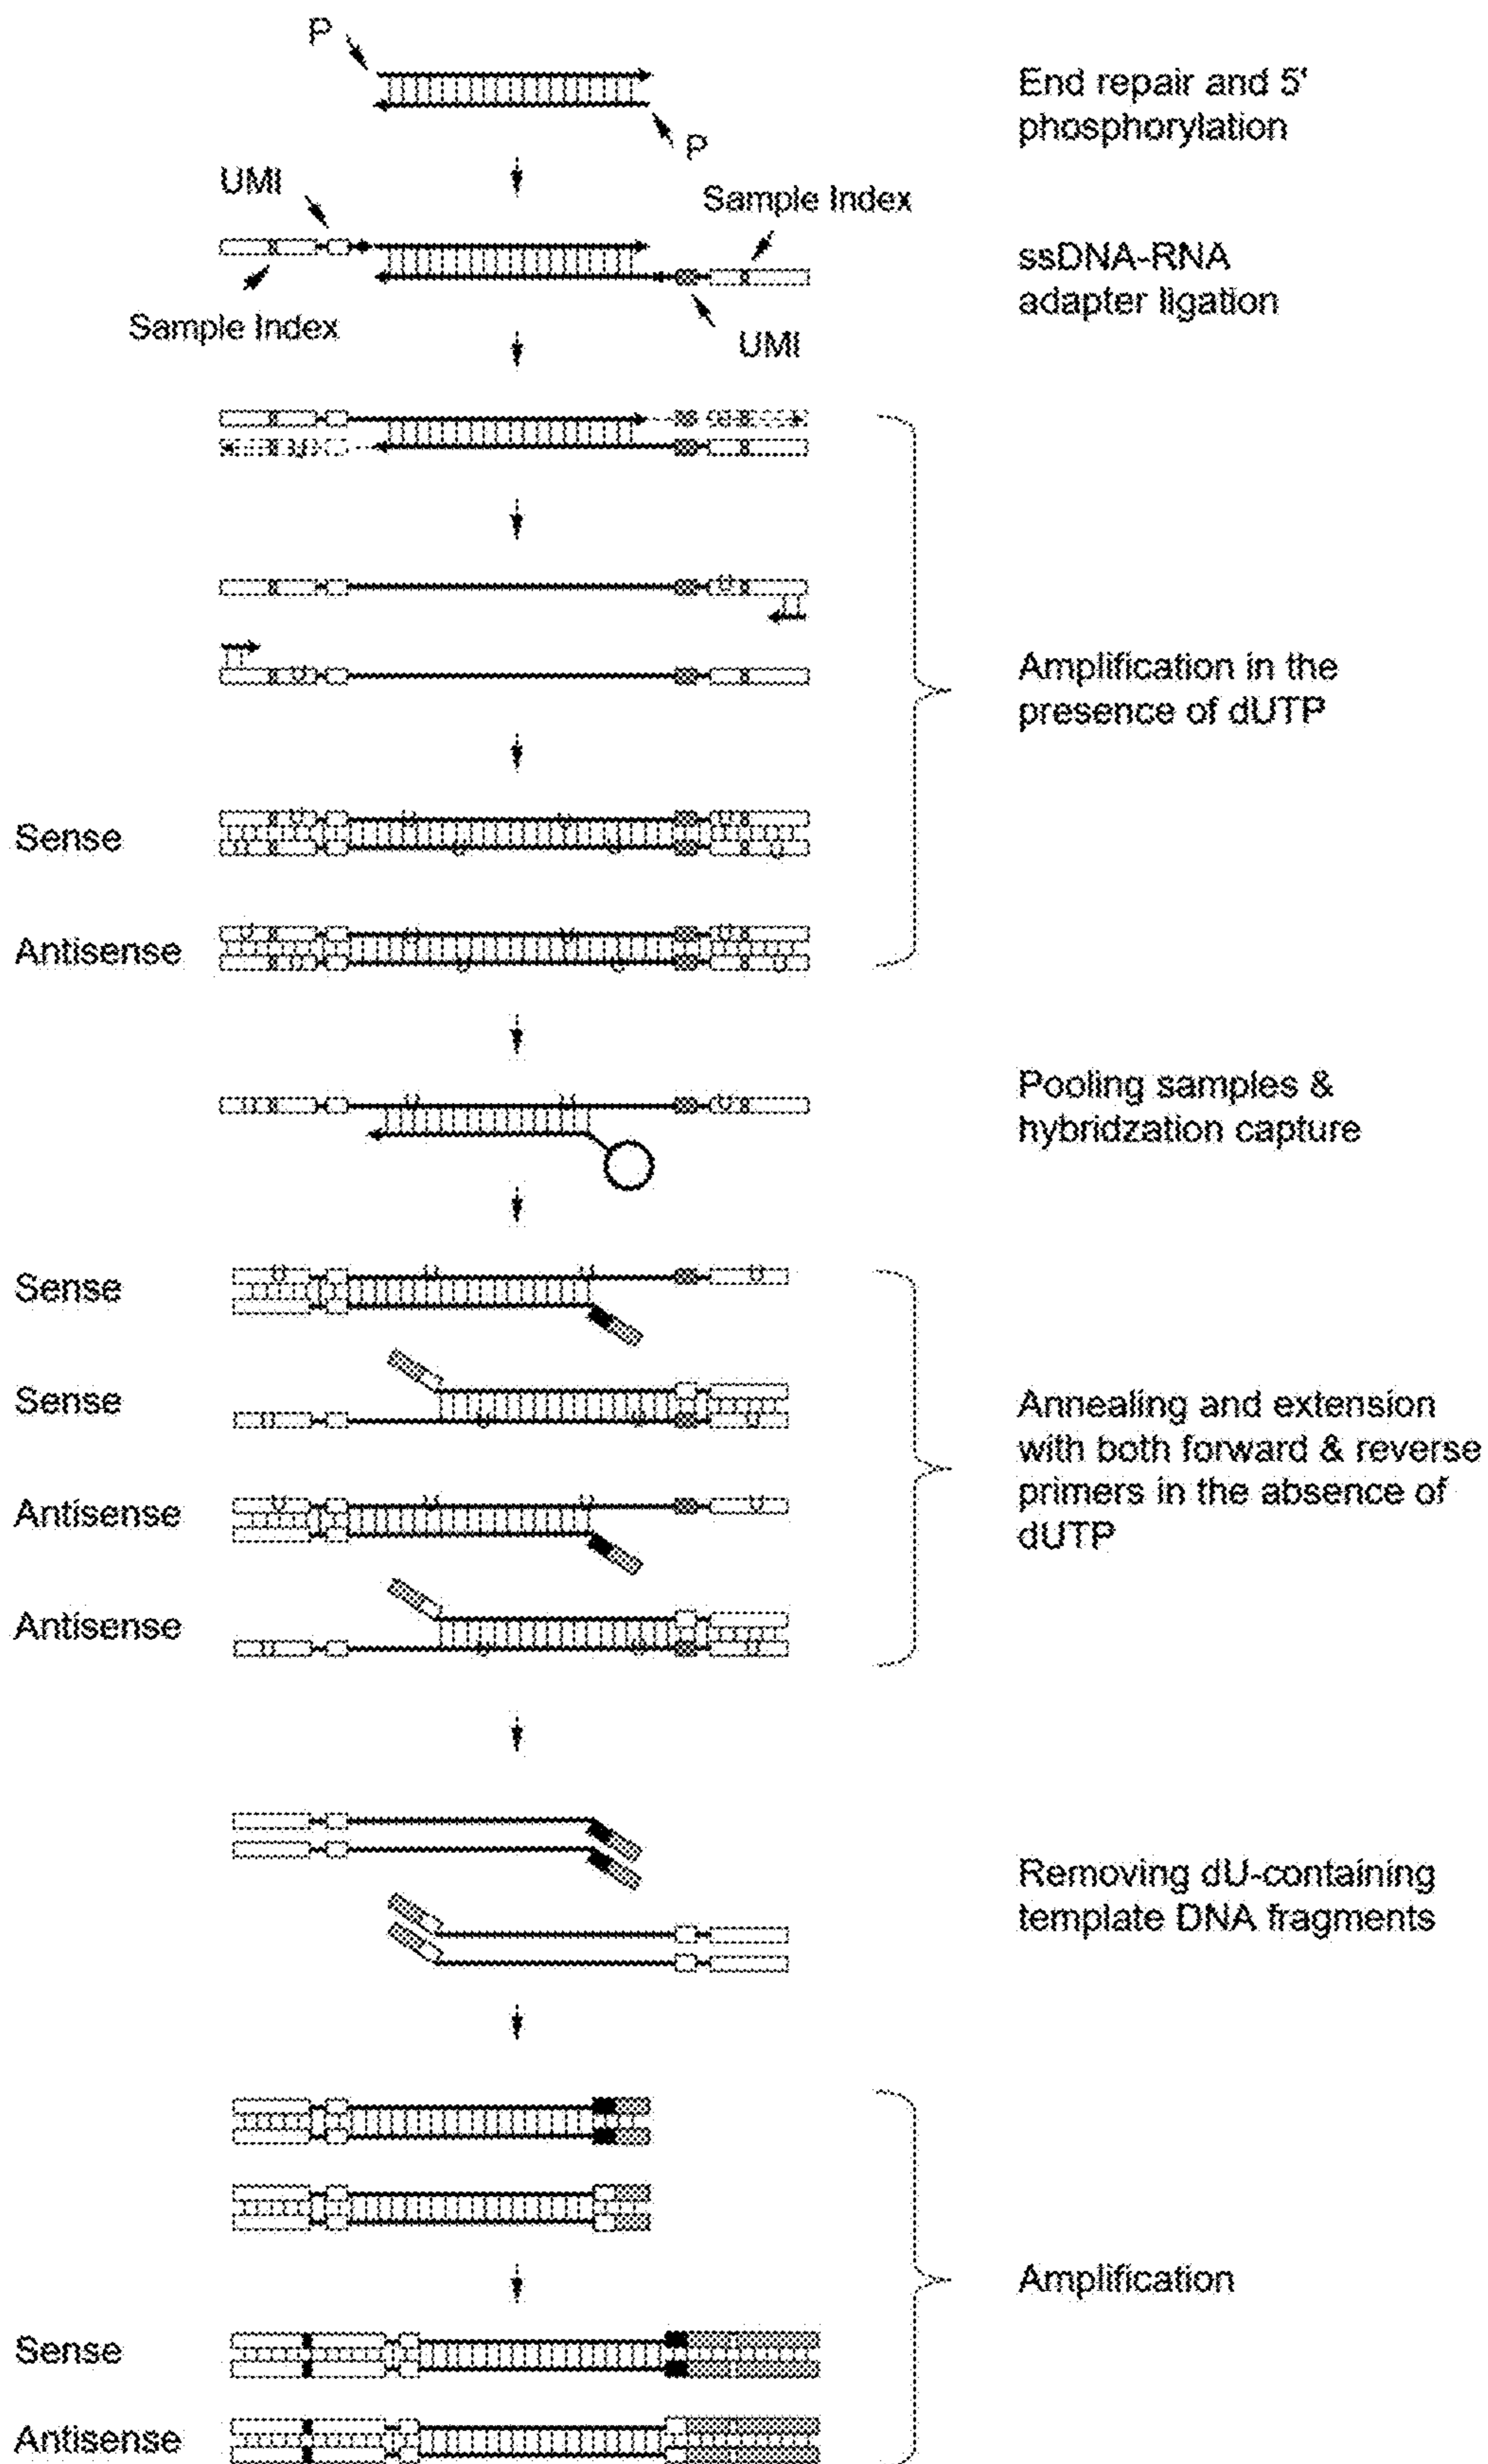 P
End repair and 5'
phosphorylation
P
UMI
Sample Index
ssDNA-RNA
adapter ligation
Sample Index
UMI
Amplification in the
presence of dUTP
Sense
Antisense
Pooling samples &
hybridzation capture
Sense
Sense
Annealing and extension
with both forward & reverse
primers in the absence of
dUTP
Antisense
Antisense
Removing dU-containing
template DNA fragments
Amplification
Sense
Antisense